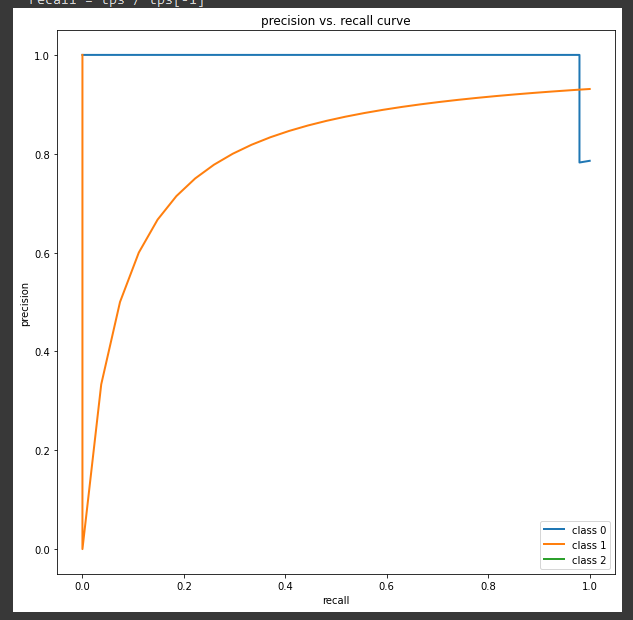 recall = tps / tps[-1]
precision vs. recall curve
1.0
0.8
0.6
0.4
0.2
0.0
precision
0.0 0.2 0.4 0.6 0.8 1.0
recall
class 0
class 1
class 2